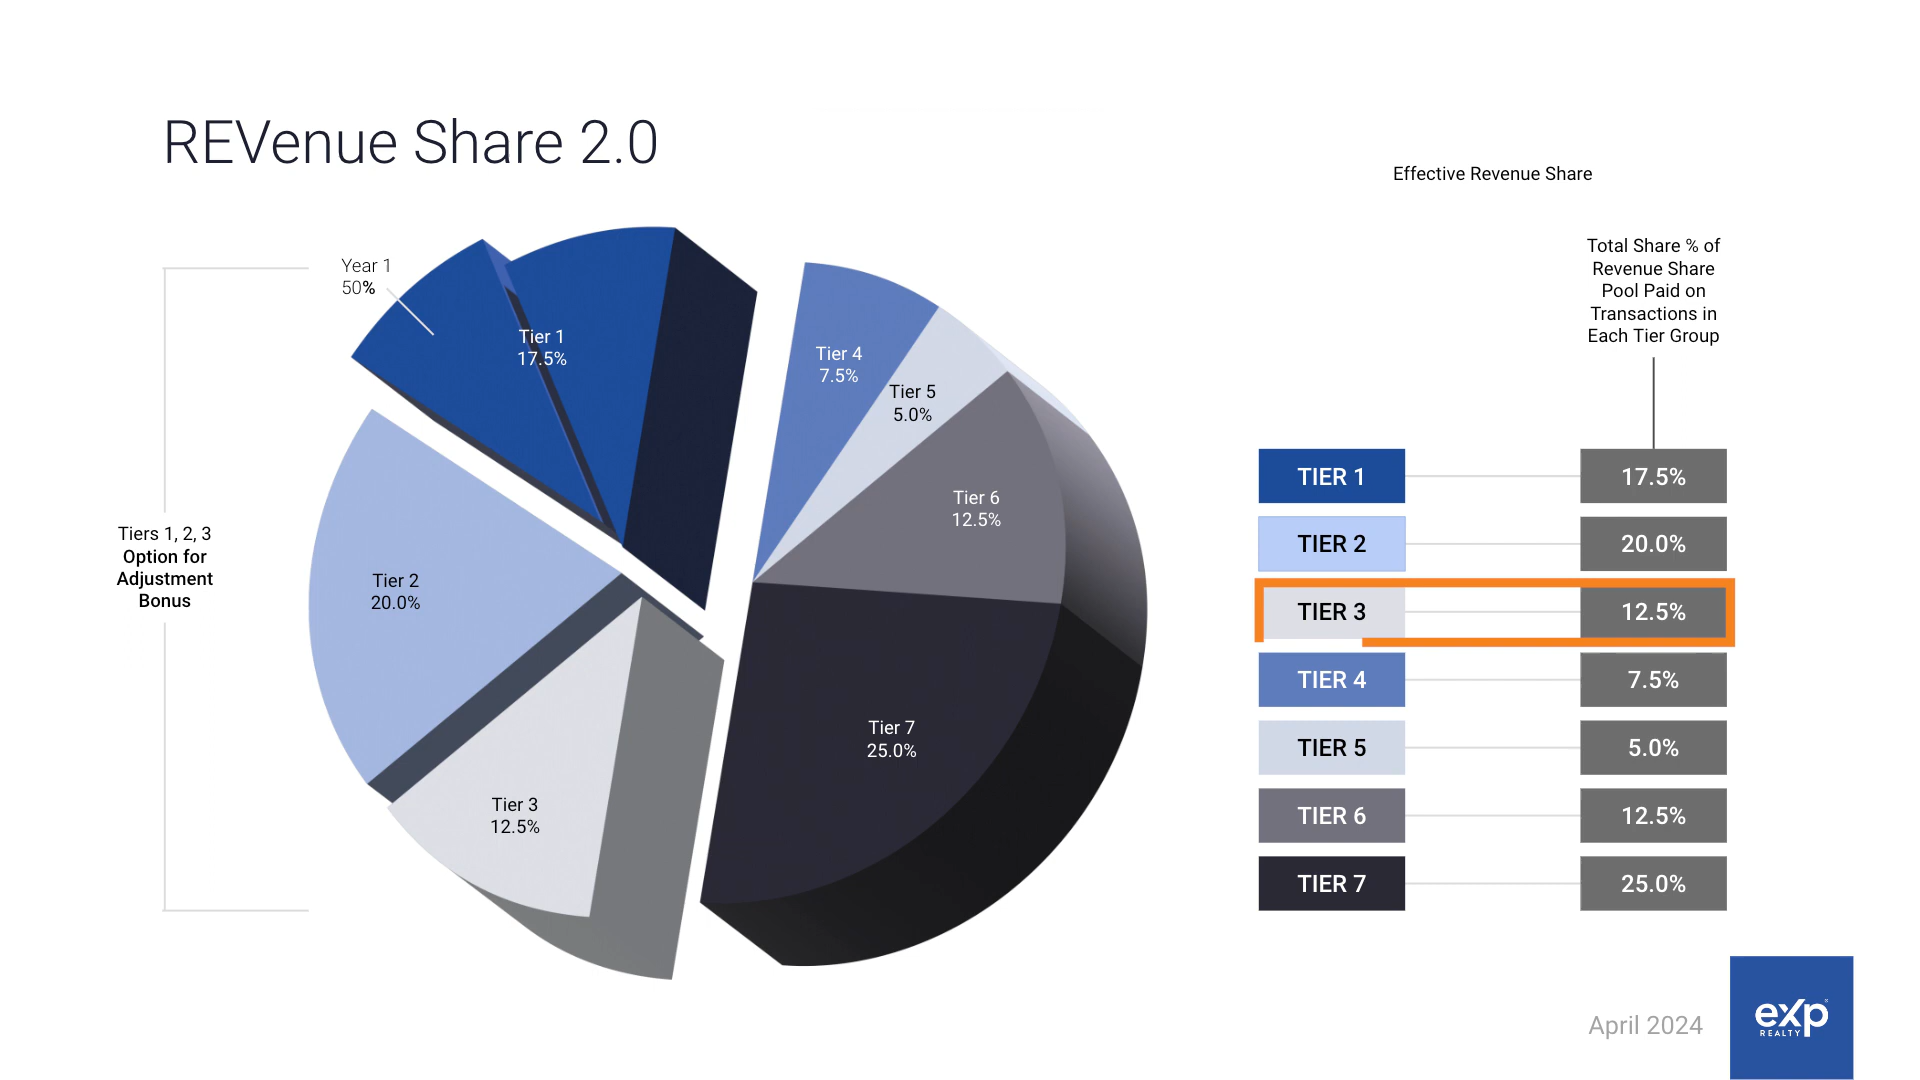 REVenue Share 2.0
Effective Revenue Share
Total Share % of
Revenue Share
Pool Paid on
Transactions in
Each Tier Group
Year 1
50%
Tier 1
17.5%
Tier 4
7.5%
Tier 5
5.0%
Tier 6
12.5%
Tiers 1, 2, 3
Option for
Adjustment
Bonus
Tier 2
20.0%
Tier 7
25.0%
Tier 3
12.5%
TIER 1 17.5%
TIER 2 20.0%
TIER 3 12.5%
TIER 4 7.5%
TIER 5 5.0%
TIER 6 12.5%
TIER 7 25.0%
April 2024
exp
REALTY